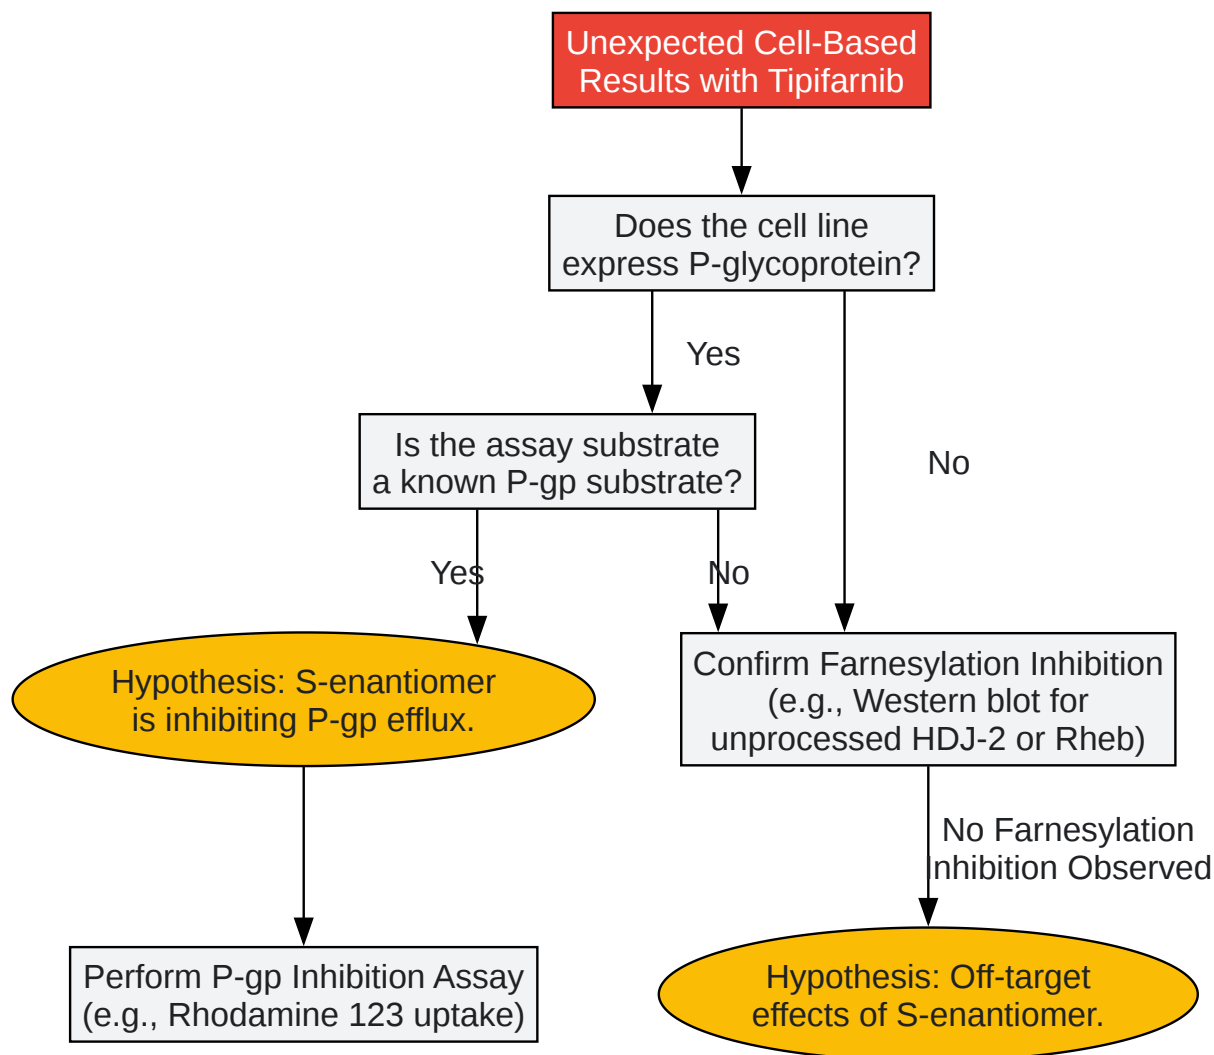 Unexpected Cell-Based
Results with Tipifarnib
Does the cell line
express P-glycoprotein?
Yes
No
Is the assay substrate
a known P-gp substrate?
Yes
No
Hypothesis: S-enantiomer
is inhibiting P-gp efflux.
Confirm Farnesylation Inhibition
(e.g., Western blot for
unprocessed HDJ-2 or Rheb)
No Farnesylation
Inhibition Observed
Perform P-gp Inhibition Assay
(e.g., Rhodamine 123 uptake)
Hypothesis: Off-target
effects of S-enantiomer.